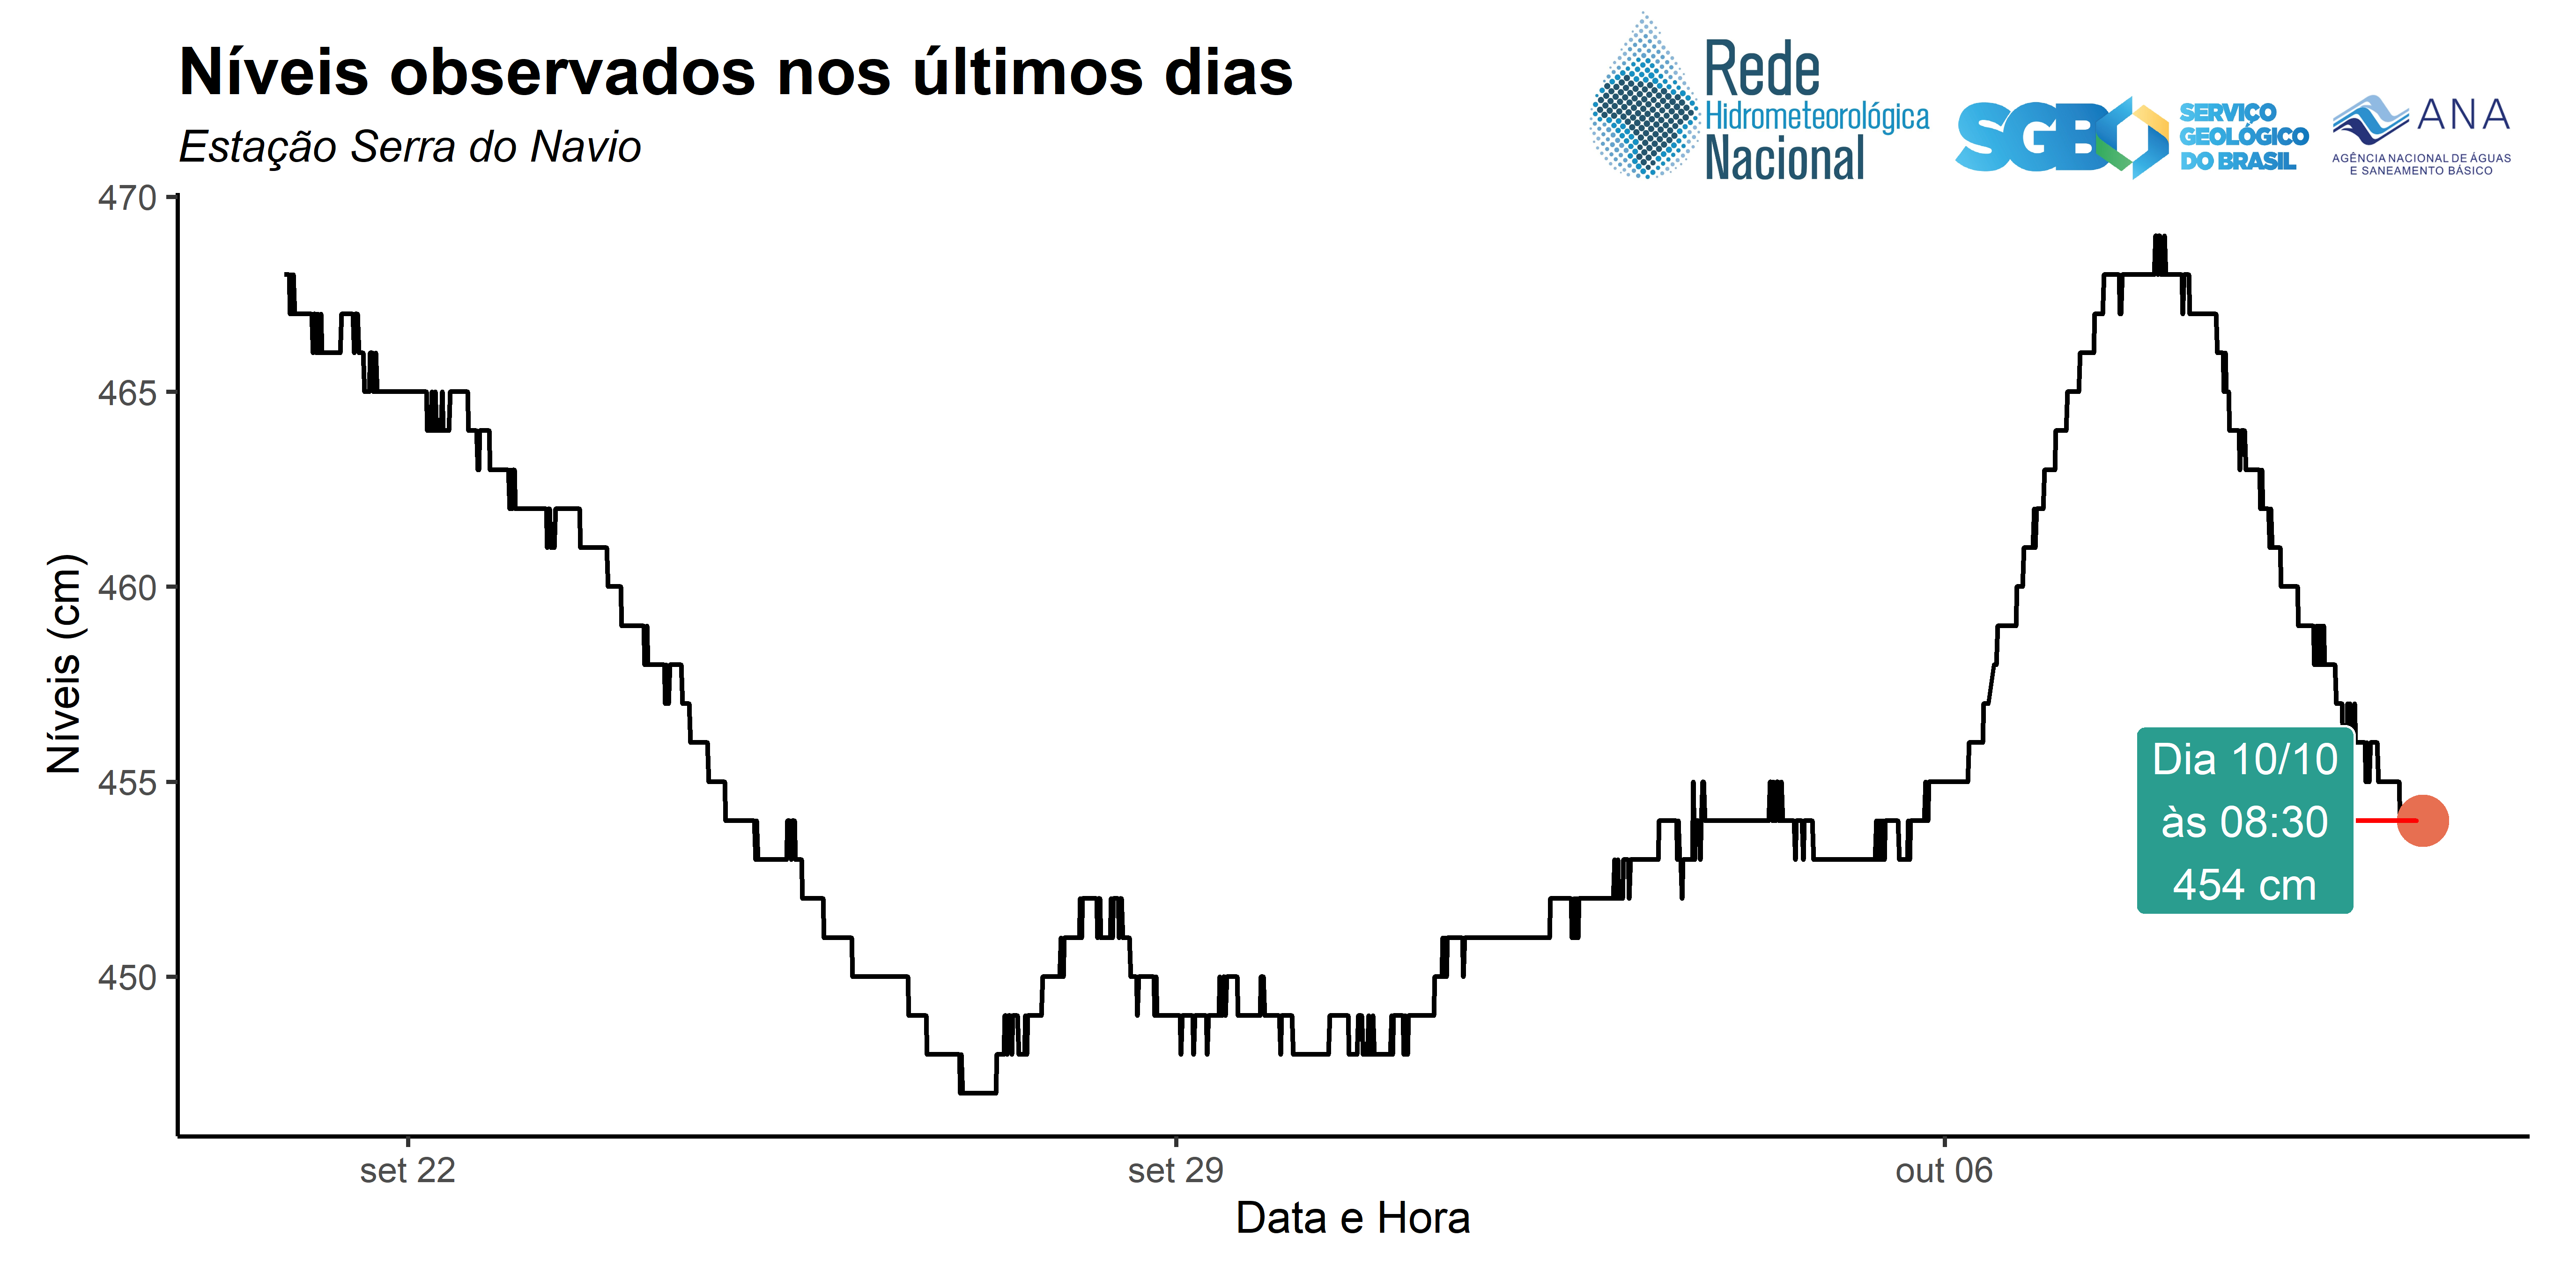 Níveis observados nos últimos dias
Estação Serra do Navio
Rede
Hidrometeorológica
Nacional
SGB
SERVIÇO
GEOLÓGICO
DO BRASIL
ANA
AGÊNCIA NACIONAL DE ÁGUAS
E SANEAMENTO BÁSICO
470
465
460
455
450
Níveis (cm)
Dia 10/10
às 08:30
454 cm
set 22
set 29
out 06
Data e Hora